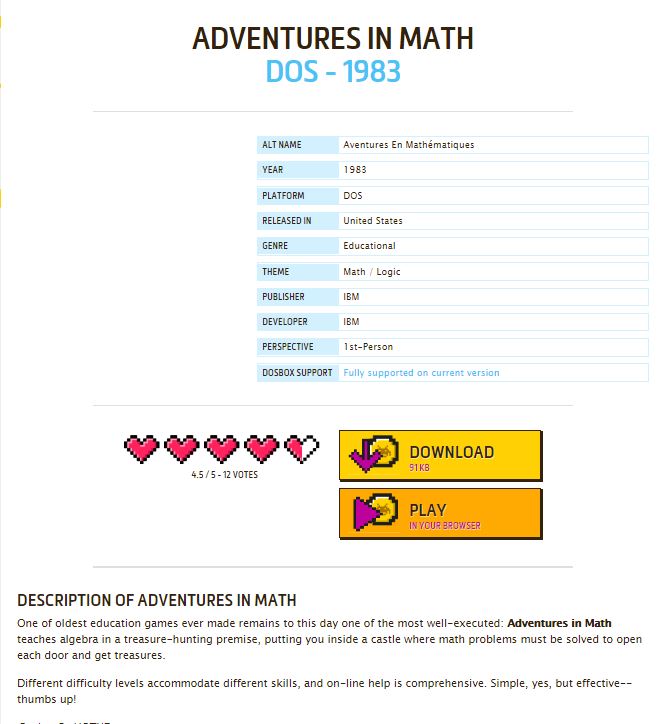 ADVENTURES IN MATH
DOS - 1983
ALT NAME Aventures En Mathématiques
YEAR 1983
PLATFORM DOS
RELEASED IN United States
GENRE Educational
THEME Math / Logic
PUBLISHER IBM
DEVELOPER IBM
PERSPECTIVE 1st-Person
DOSBOX SUPPORT Fully supported on current version
4.5 / 5 - 12 VOTES
DOWNLOAD
91 KB
PLAY
IN YOUR BROWSER
DESCRIPTION OF ADVENTURES IN MATH
One of oldest education games ever made remains to this day one of the most well-executed: Adventures in Math
teaches algebra in a treasure-hunting premise, putting you inside a castle where math problems must be solved to open
each door and get treasures.
Different difficulty levels accommodate different skills, and on-line help is comprehensive. Simple, yes, but effective--
thumbs up!